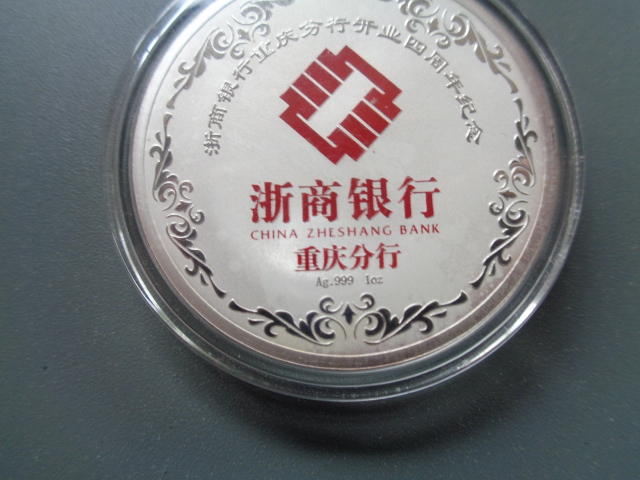 浙商银行重庆分行开业四周年纪念
浙商银行
CHINA ZHESHANG BANK
重庆分行
Ag.999 1oz